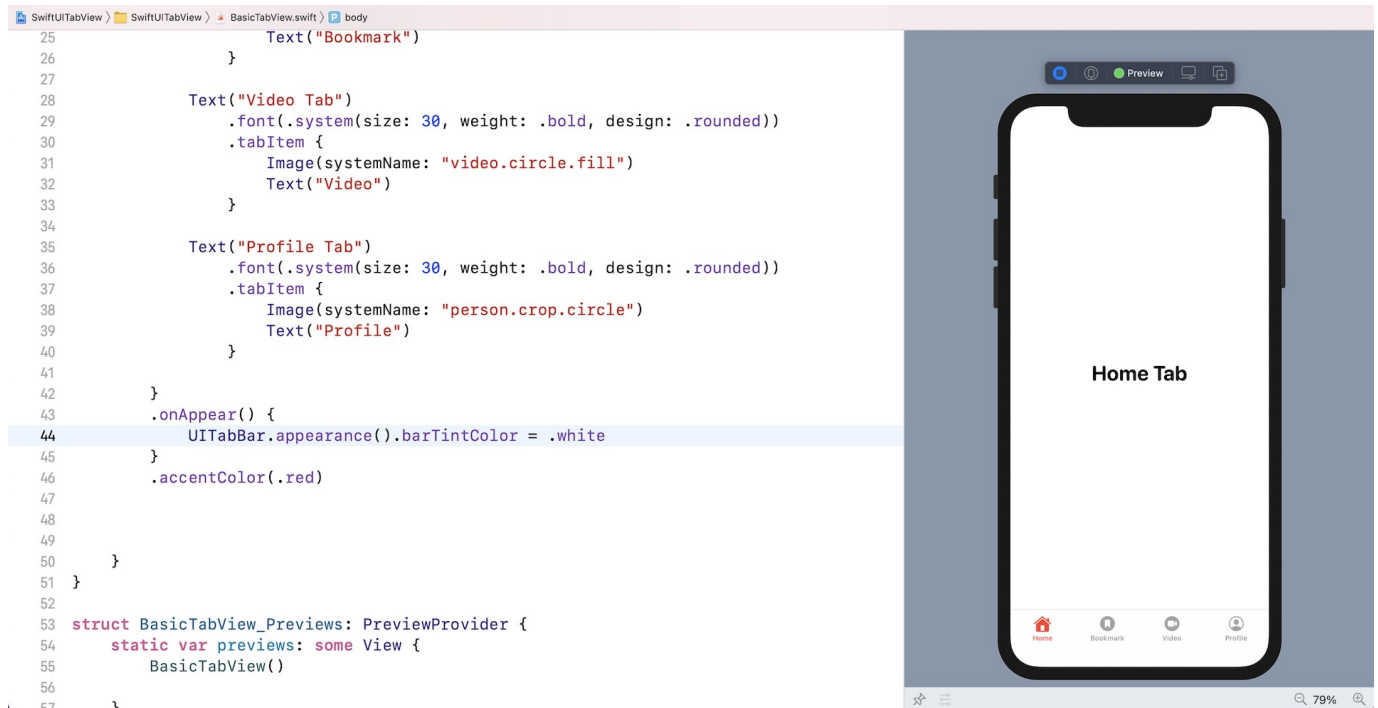 SwiftUITabView › SwiftUITabView › BasicTabView.swift › P body
25 Text("Bookmark")
26 }
27
28 Text("Video Tab")
29 .font(.system(size: 30, weight: .bold, design: .rounded))
30 .tabItem {
31 Image(systemName: "video.circle.fill")
32 Text("Video")
33 }
34
35 Text("Profile Tab")
36 .font(.system(size: 30, weight: .bold, design: .rounded))
37 .tabItem {
38 Image(systemName: "person.crop.circle")
39 Text("Profile")
40 }
41
42 }
43 .onAppear() {
44 UITabBar.appearance().barTintColor = .white
45 }
46 .accentColor(.red)
47
48
49
50 }
51 }
52
53 struct BasicTabView_Previews: PreviewProvider {
54 static var previews: some View {
55 BasicTabView()
56
57 }
Preview
Home Tab
Home Bookmark Video Profile
79%